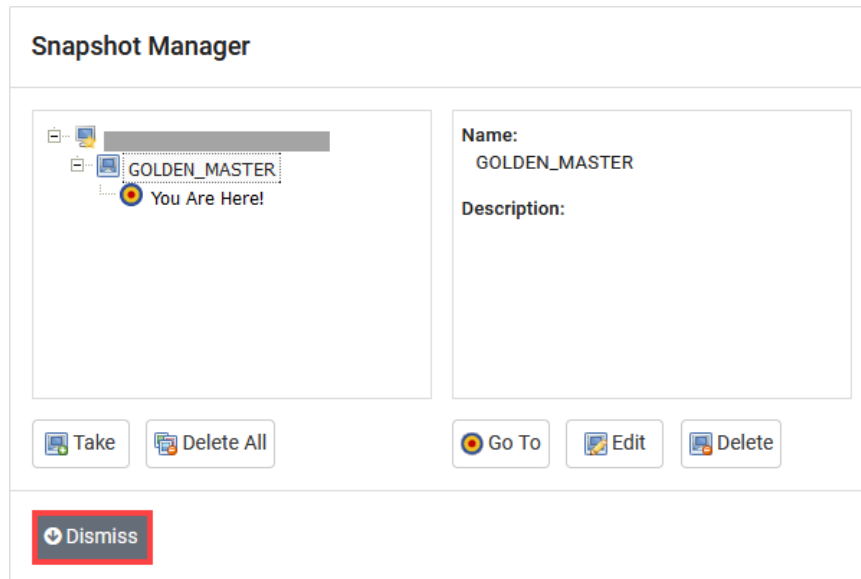 Snapshot Manager
GOLDEN_MASTER
You Are Here!
Name:
GOLDEN_MASTER
Description:
Take
Delete All
Go To
Edit
Delete
Dismiss